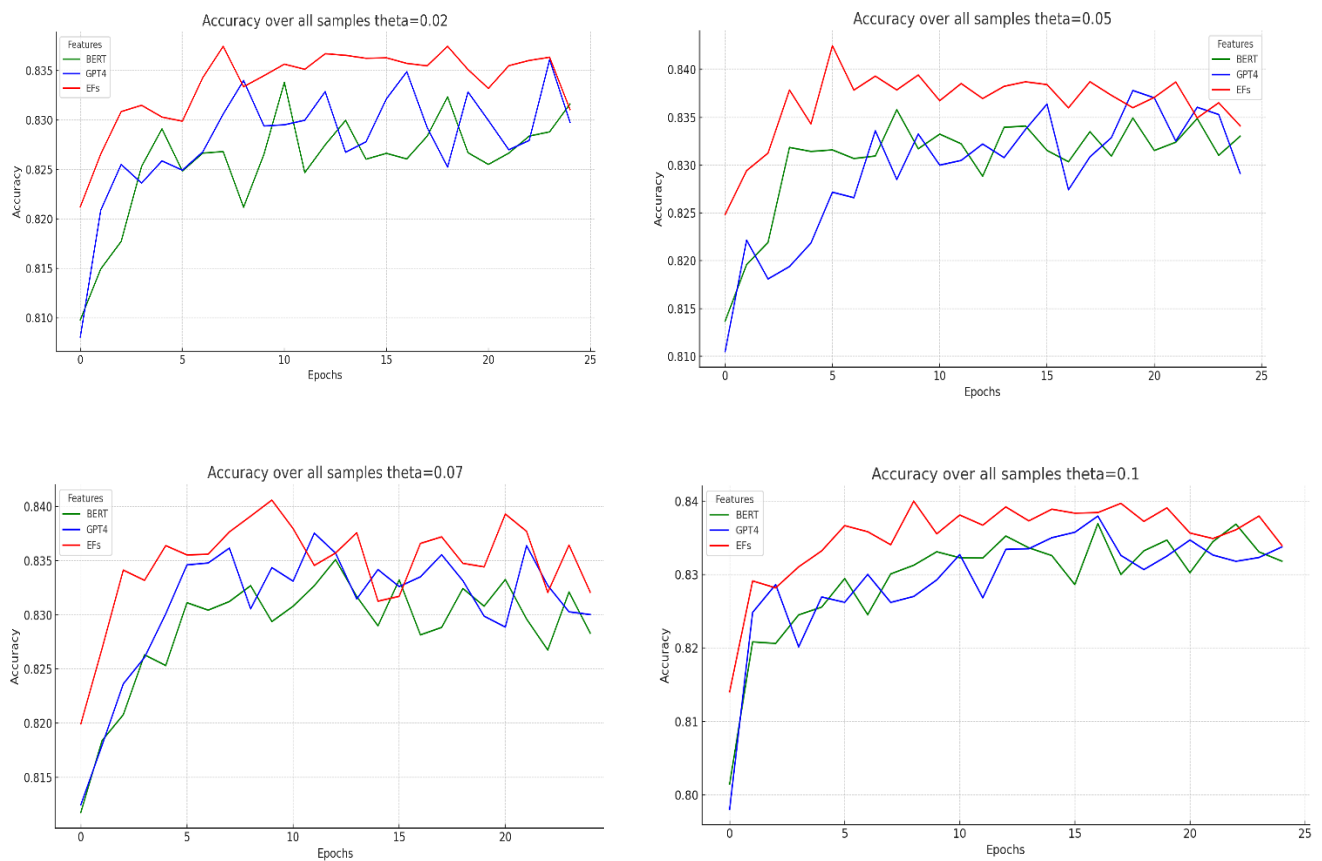 Accuracy over all samples theta=0.02
Features
BERT
GPT4
EFs
0.835
0.830
0.825
0.820
0.815
0.810
Accuracy
0 5 10 15 20 25
Epochs
Accuracy over all samples theta=0.05
Features
BERT
GPT4
EFs
0.840
0.835
0.830
0.825
0.820
0.815
0.810
Accuracy
0 5 10 15 20 25
Epochs
Accuracy over all samples theta=0.07
Features
BERT
GPT4
EFs
0.840
0.835
0.830
0.825
0.820
0.815
Accuracy
0 5 10 15 20
Epochs
Accuracy over all samples theta=0.1
Features
BERT
GPT4
EFs
0.84
0.83
0.82
0.81
0.80
Accuracy
0 5 10 15 20 25
Epochs